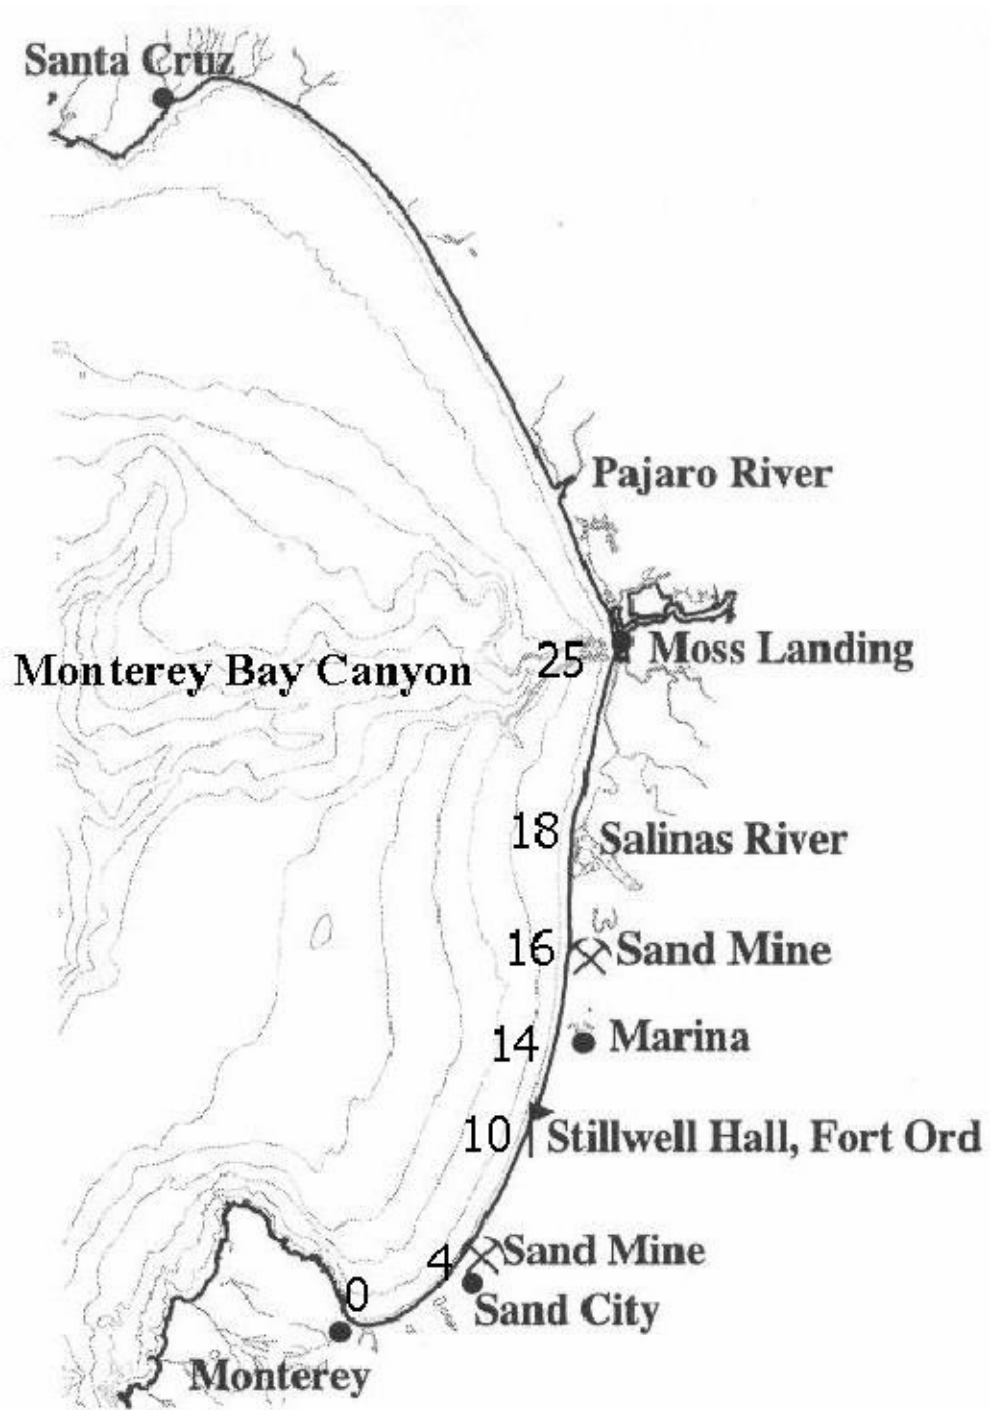 Santa Cruz
Pajaro River
25 Moss Landing
Monterey Bay Canyon
18 Salinas River
16 Sand Mine
14 Marina
10 Stillwell Hall, Fort Ord
4 Sand Mine
0
Sand City
Monterey